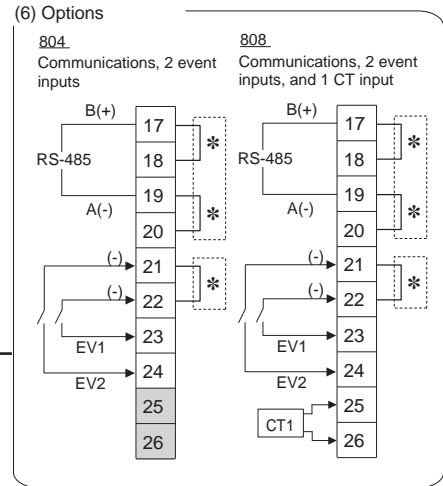 (6) Options
804
Communications, 2 event
inputs
B(+)
17
*
RS-485
18
19
*
A(-)
20
(-)
21
*
(-)
22
23
EV1
24
EV2
25
26
808
Communications, 2 event
inputs, and 1 CT input
B(+)
17
*
RS-485
18
19
*
A(-)
20
(-)
21
*
(-)
22
23
EV1
24
EV2
25
CT1
26